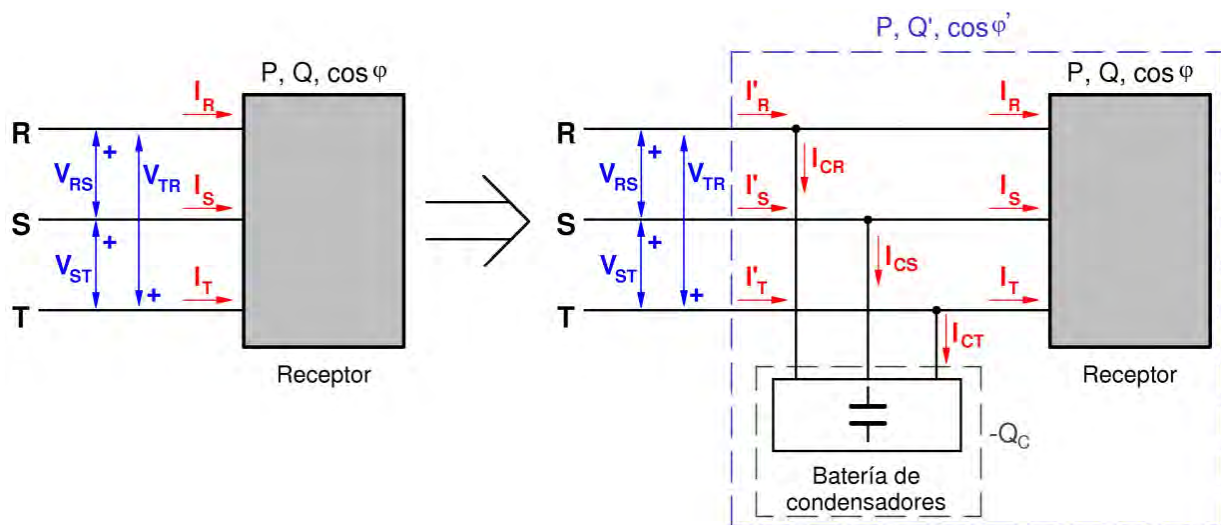 P, Q, cos φ
I_R
R
V_RS
+
V_TR
I_S
S
V_ST
+
+
I_T
T
Receptor
P, Q', cos φ'
P, Q, cos φ
I'_R
I_R
R
V_RS
+
V_TR
I_CR
I'_S
I_S
S
V_ST
+
+
I_CS
I'_T
I_T
T
I_CT
Receptor
-Q_C
Batería de
condensadores